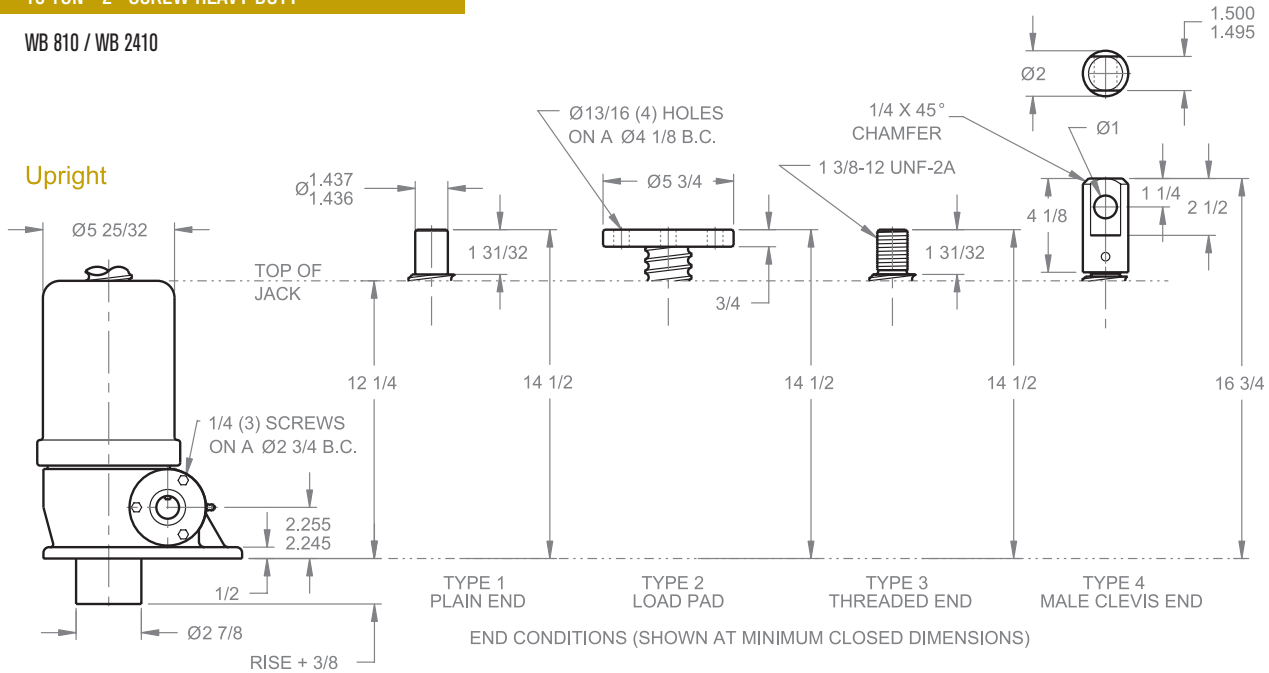 WB 810 / WB 2410
Upright
Ø5 25/32
TOP OF
JACK
1/4 (3) SCREWS
ON A Ø2 3/4 B.C.
2.255
2.245
1/2
Ø2 7/8
RISE + 3/8
12 1/4
Ø1.437
1.436
1 31/32
14 1/2
TYPE 1
PLAIN END
Ø13/16 (4) HOLES
ON A Ø4 1/8 B.C.
Ø5 3/4
3/4
14 1/2
TYPE 2
LOAD PAD
1 3/8-12 UNF-2A
1 31/32
14 1/2
TYPE 3
THREADED END
1.500
1.495
Ø2
1/4 X 45°
CHAMFER
Ø1
4 1/8
1 1/4
2 1/2
16 3/4
TYPE 4
MALE CLEVIS END
END CONDITIONS (SHOWN AT MINIMUM CLOSED DIMENSIONS)